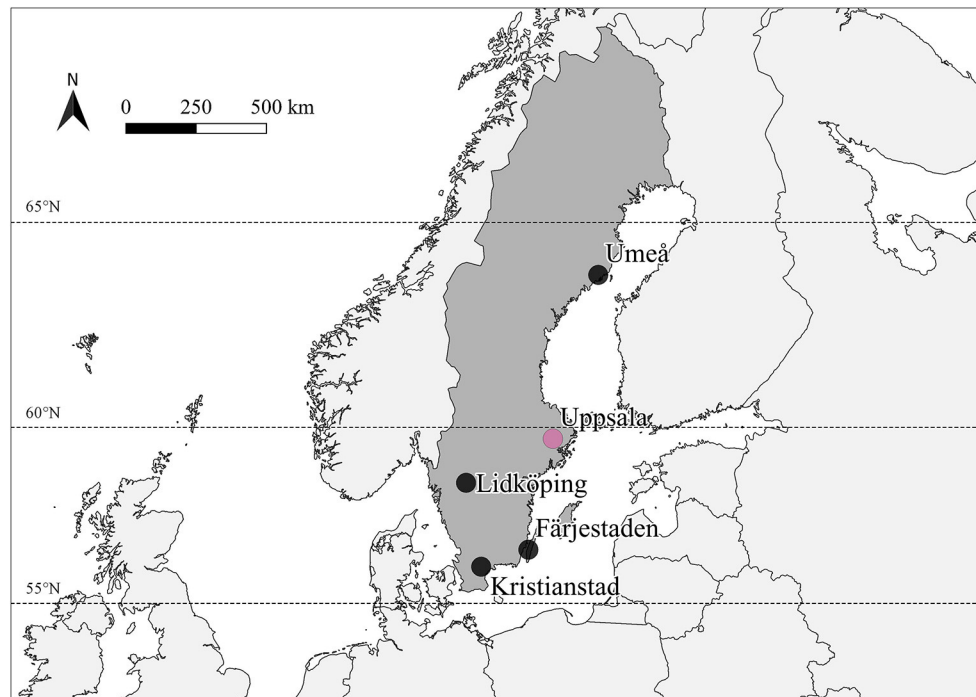 N
0 250 500 km
65°N
Umeå
60°N
Uppsala
Lidköping
Färjestaden
Kristianstad
55°N